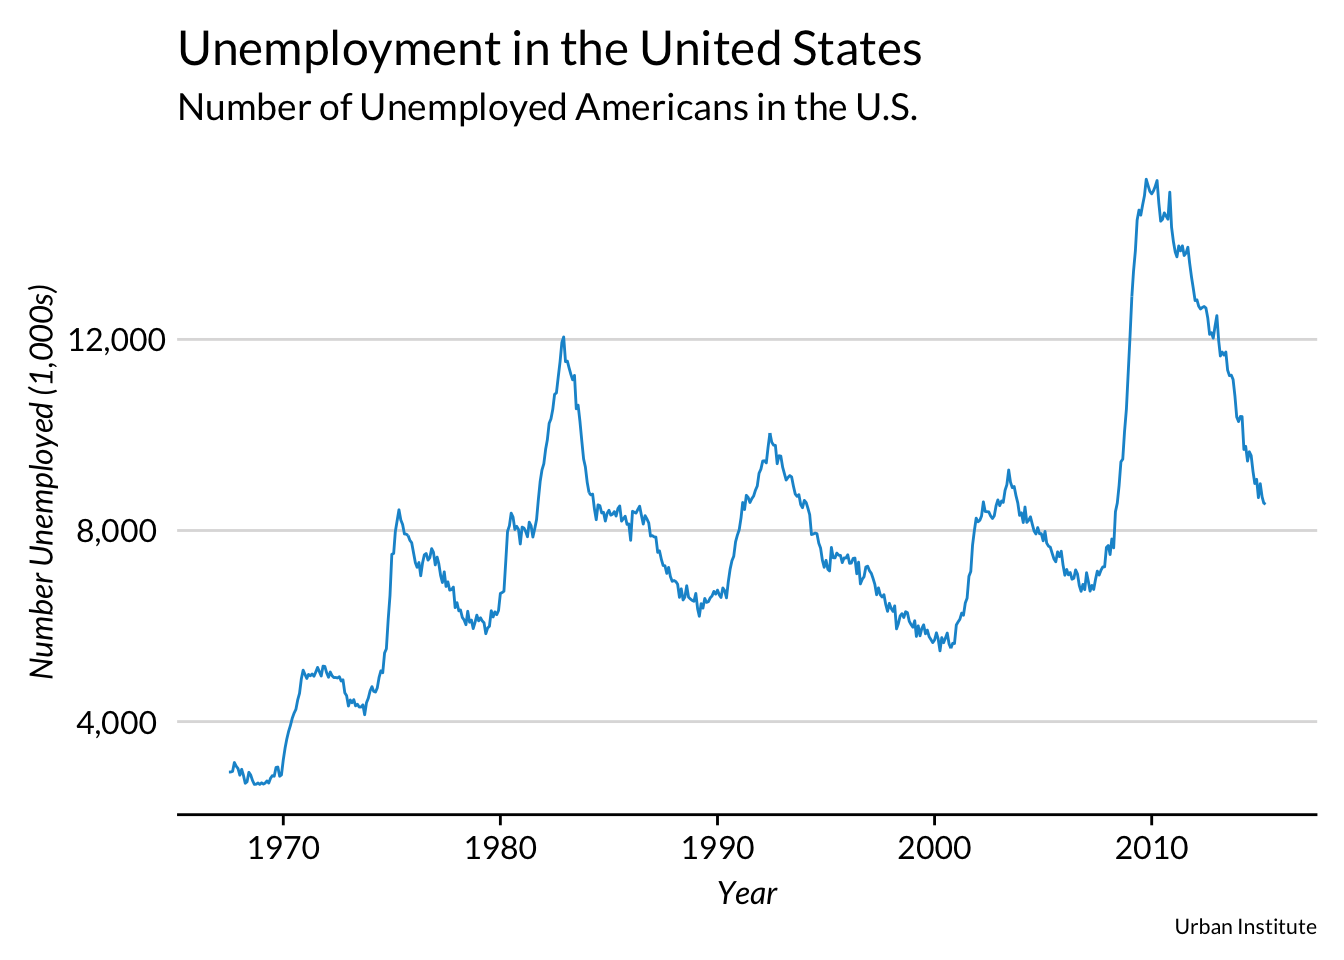 Unemployment in the United States
Number of Unemployed Americans in the U.S.
Number Unemployed (1,000s)
12,000
8,000
4,000
1970
1980
1990
2000
2010
Year
Urban Institute